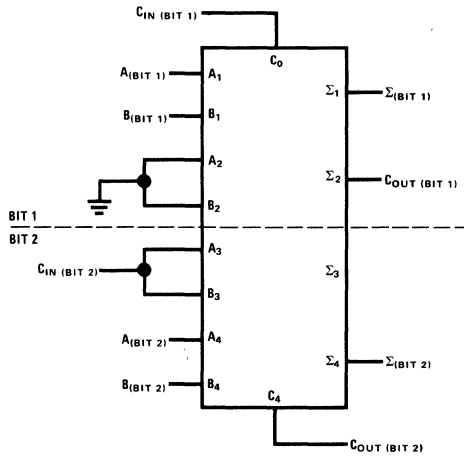 C_IN (BIT 1)
C_0
A_(BIT 1) A_1
Σ_1 Σ_(BIT 1)
B_(BIT 1) B_1
A_2
Σ_2 C_OUT (BIT 1)
B_2
BIT 1
BIT 2
A_3
C_IN (BIT 2)
Σ_3
B_3
A_(BIT 2) A_4
Σ_4 Σ_(BIT 2)
B_(BIT 2) B_4
C_4
C_OUT (BIT 2)